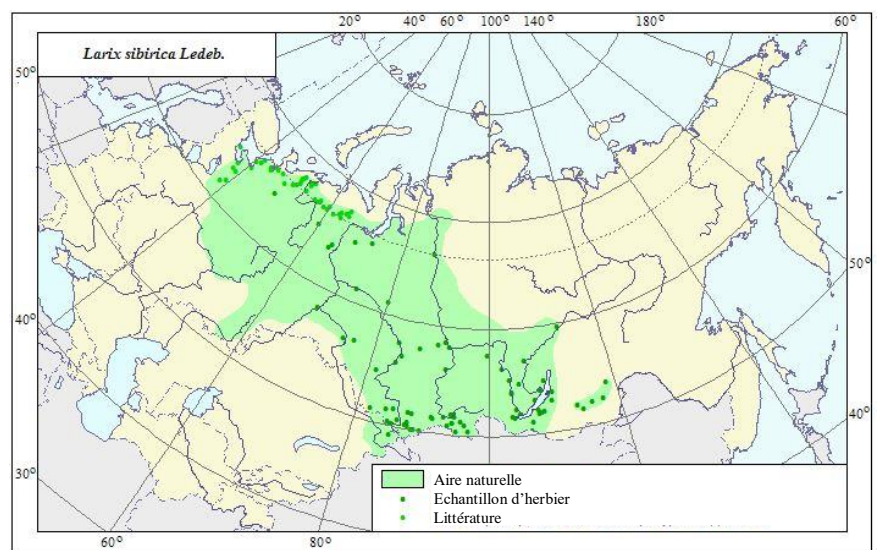 20° 40° 60° 100° 140° 180° 60°
Larix sibirica Ledeb.
50°
50°
40°
40°
30°
Aire naturelle
Echantillon d'herbier
Littérature
60° 80°